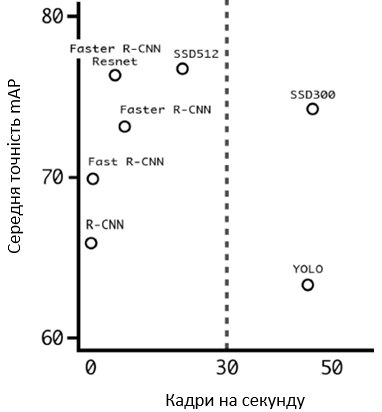 80
Faster R-CNN
Resnet
SSD512
SSD300
Faster R-CNN
Fast R-CNN
70
R-CNN
YOLO
60
0 30 50
Середня точність mAP
Кадри на секунду